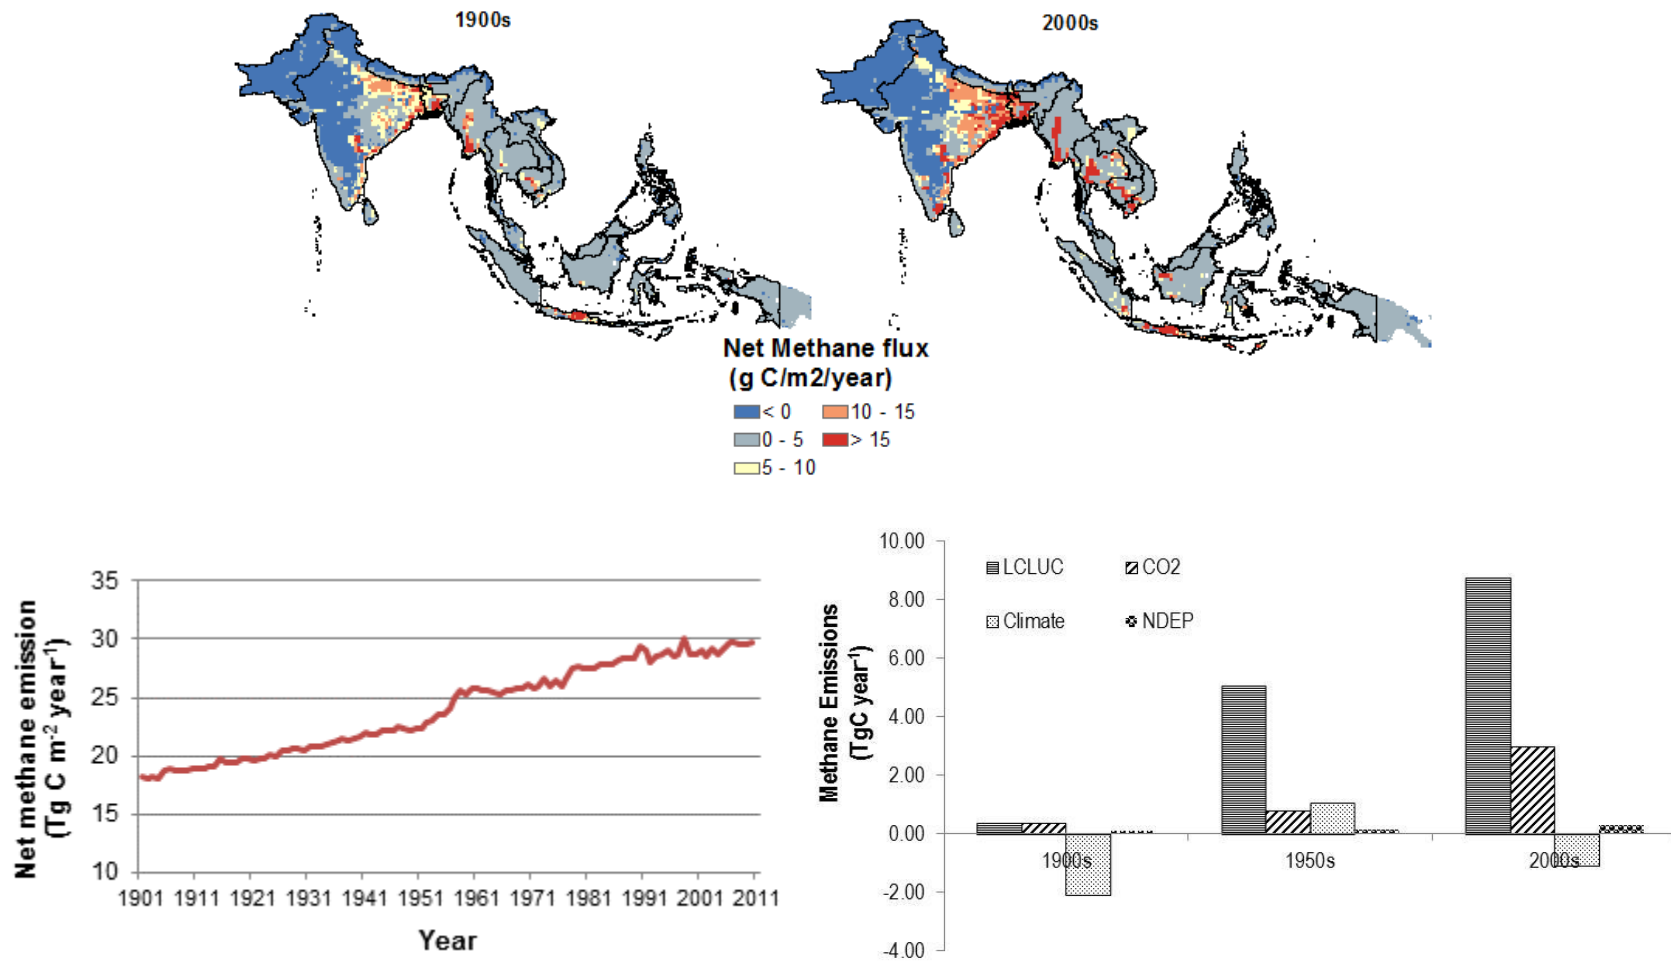 1900s
2000s
Net Methane flux
(g C/m2/year)
< 0
10 - 15
0 - 5
> 15
5 - 10
Net methane emission
(Tg C m⁻² year⁻¹)
35
30
25
20
15
10
1901 1911 1921 1931 1941 1951 1961 1971 1981 1991 2001 2011
Year
Methane Emissions
(TgC year⁻¹)
10.00
8.00
6.00
4.00
2.00
0.00
-2.00
-4.00
LCLUC
CO2
Climate
NDEP
1900s
1950s
2000s